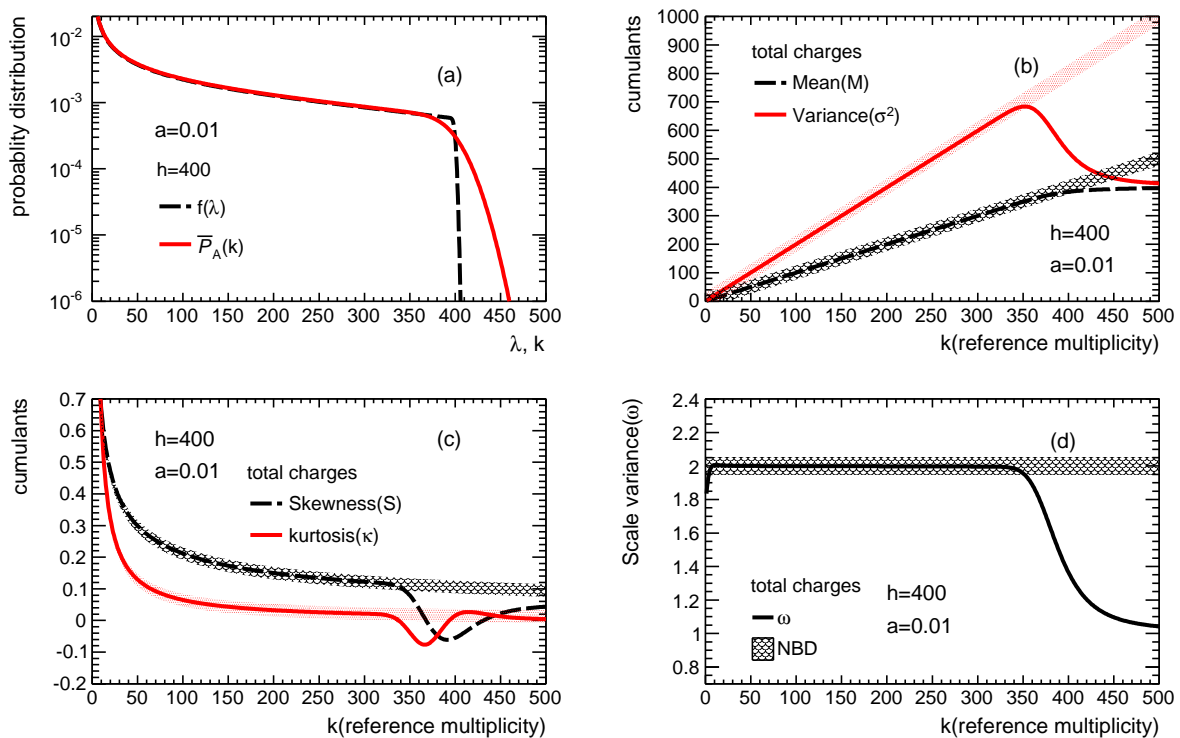 probablity distribution
10⁻²
10⁻³
10⁻⁴
10⁻⁵
10⁻⁶
(a)
a=0.01
h=400
f(λ)
P̅_A(k)
0 50 100 150 200 250 300 350 400 450 500
λ, k
cumulants
1000
900
800
700
600
500
400
300
200
100
0
total charges
Mean(M)
Variance(σ²)
(b)
h=400
a=0.01
0 50 100 150 200 250 300 350 400 450 500
k(reference multiplicity)
cumulants
0.7
0.6
0.5
0.4
0.3
0.2
0.1
0
-0.1
-0.2
h=400
a=0.01
(c)
total charges
Skewness(S)
kurtosis(κ)
0 50 100 150 200 250 300 350 400 450 500
k(reference multiplicity)
Scale variance(ω)
2.4
2.2
2
1.8
1.6
1.4
1.2
1
0.8
(d)
total charges
ω
NBD
h=400
a=0.01
0 50 100 150 200 250 300 350 400 450 500
k(reference multiplicity)